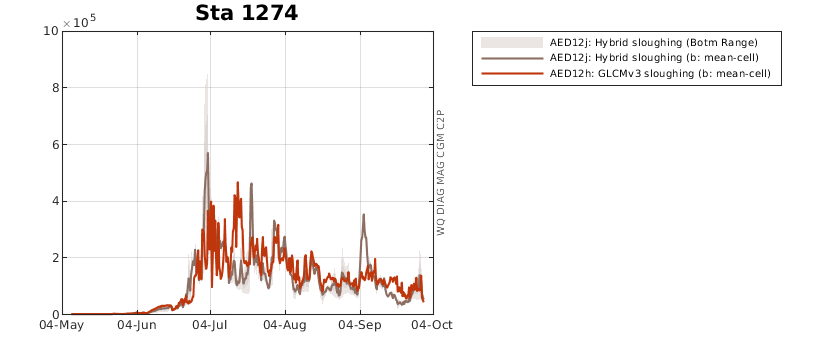 Sta 1274
×10^5
10
8
6
4
2
0
04-May 04-Jun 04-Jul 04-Aug 04-Sep 04-Oct
WQ DIAG MAG CGM C2P
AED12j: Hybrid sloughing (Botm Range)
AED12j: Hybrid sloughing (b: mean-cell)
AED12h: GLCMv3 sloughing (b: mean-cell)